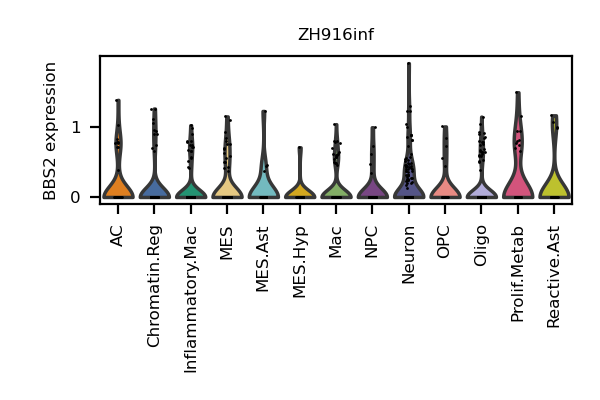 ZH916inf
BBS2 expression
1
0
AC
Chromatin.Reg
Inflammatory.Mac
MES
MES.Ast
MES.Hyp
Mac
NPC
Neuron
OPC
Oligo
Prolif.Metab
Reactive.Ast